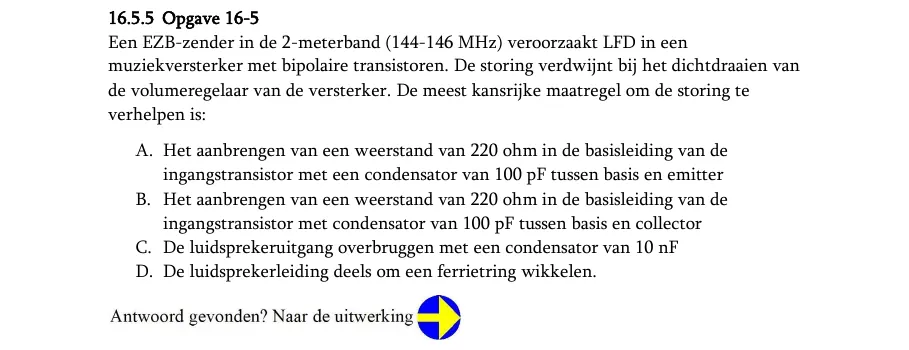 16.5.5 Opgave 16-5
Een EZB-zender in de 2-meterband (144-146 MHz) veroorzaakt LFD in een
muziekversterker met bipolaire transistoren. De storing verdwijnt bij het dichtdraaien van
de volumeregelaar van de versterker. De meest kansrijke maatregel om de storing te
verhelpen is:
A. Het aanbrengen van een weerstand van 220 ohm in de basisleiding van de
ingangstransistor met een condensator van 100 pF tussen basis en emitter
B. Het aanbrengen van een weerstand van 220 ohm in de basisleiding van de
ingangstransistor met condensator van 100 pF tussen basis en collector
C. De luidsprekeruitgang overbruggen met een condensator van 10 nF
D. De luidsprekerleiding deels om een ferrietring wikkelen.
Antwoord gevonden? Naar de uitwerking